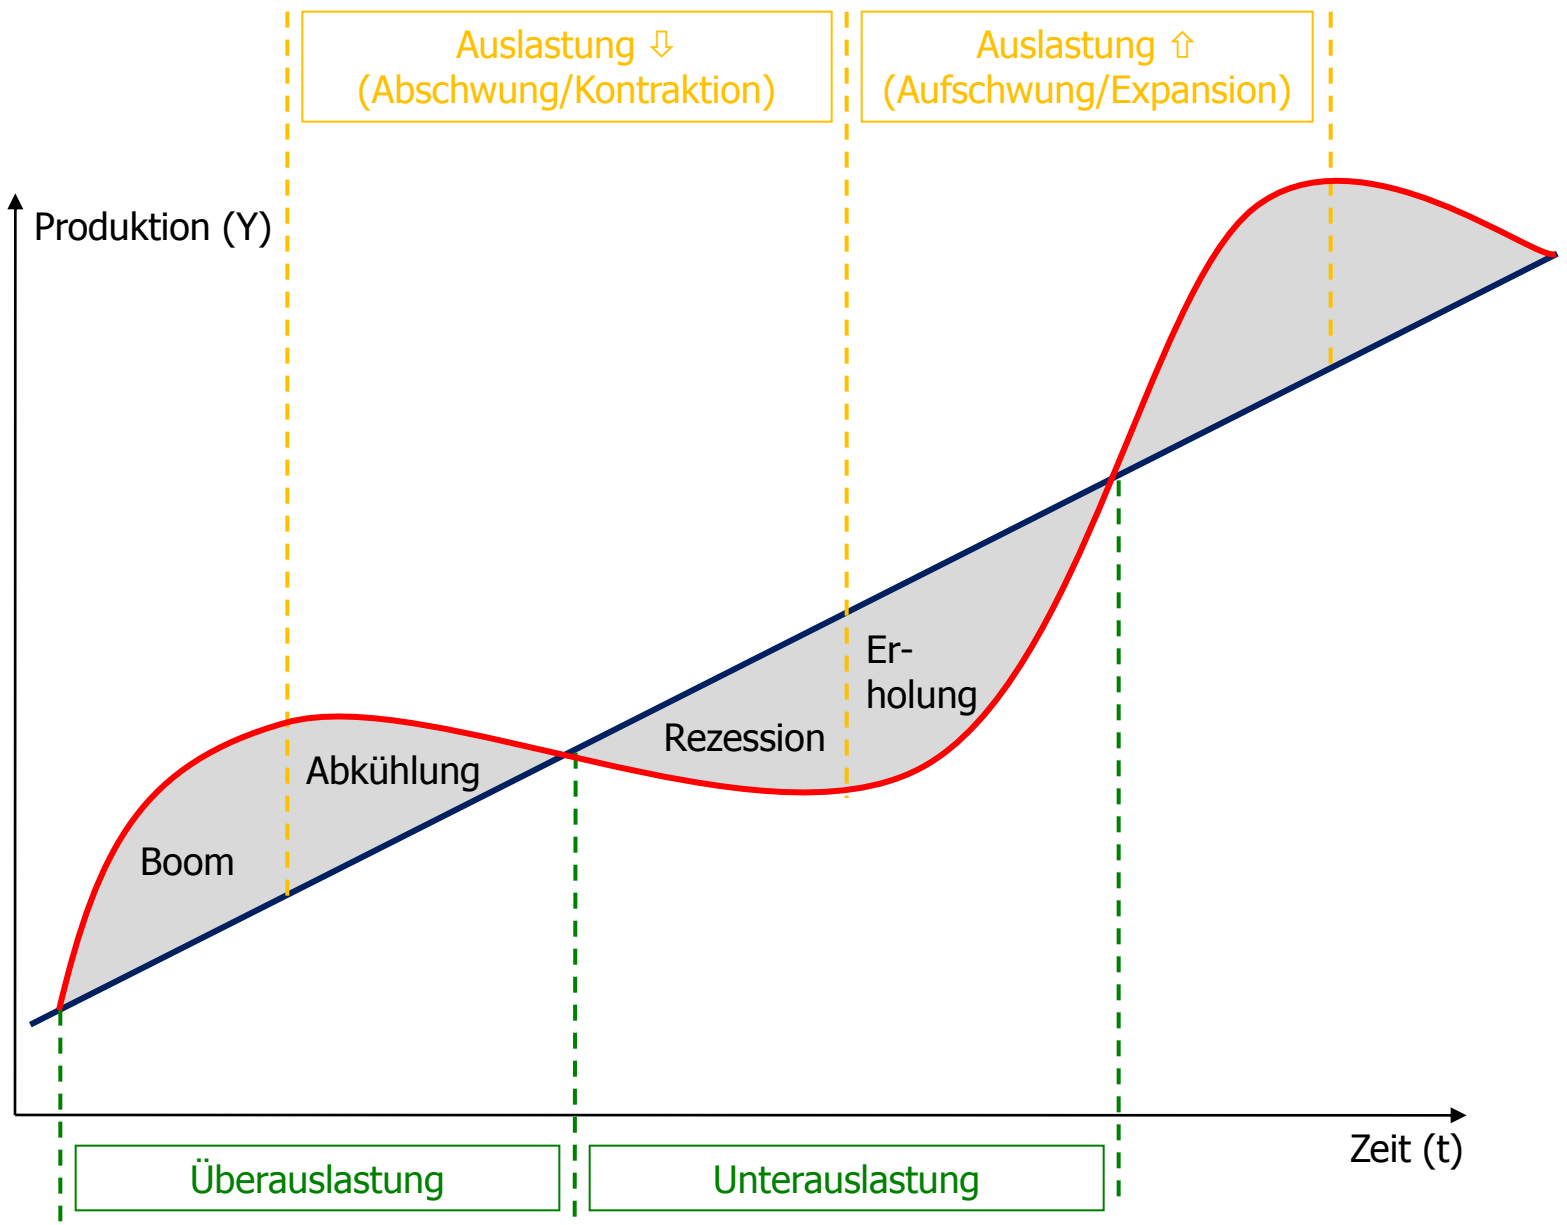 Auslastung ⇩
(Abschwung/Kontraktion)
Auslastung ⇧
(Aufschwung/Expansion)
Produktion (Y)
Er-
holung
Rezession
Abkühlung
Boom
Zeit (t)
Überauslastung
Unterauslastung